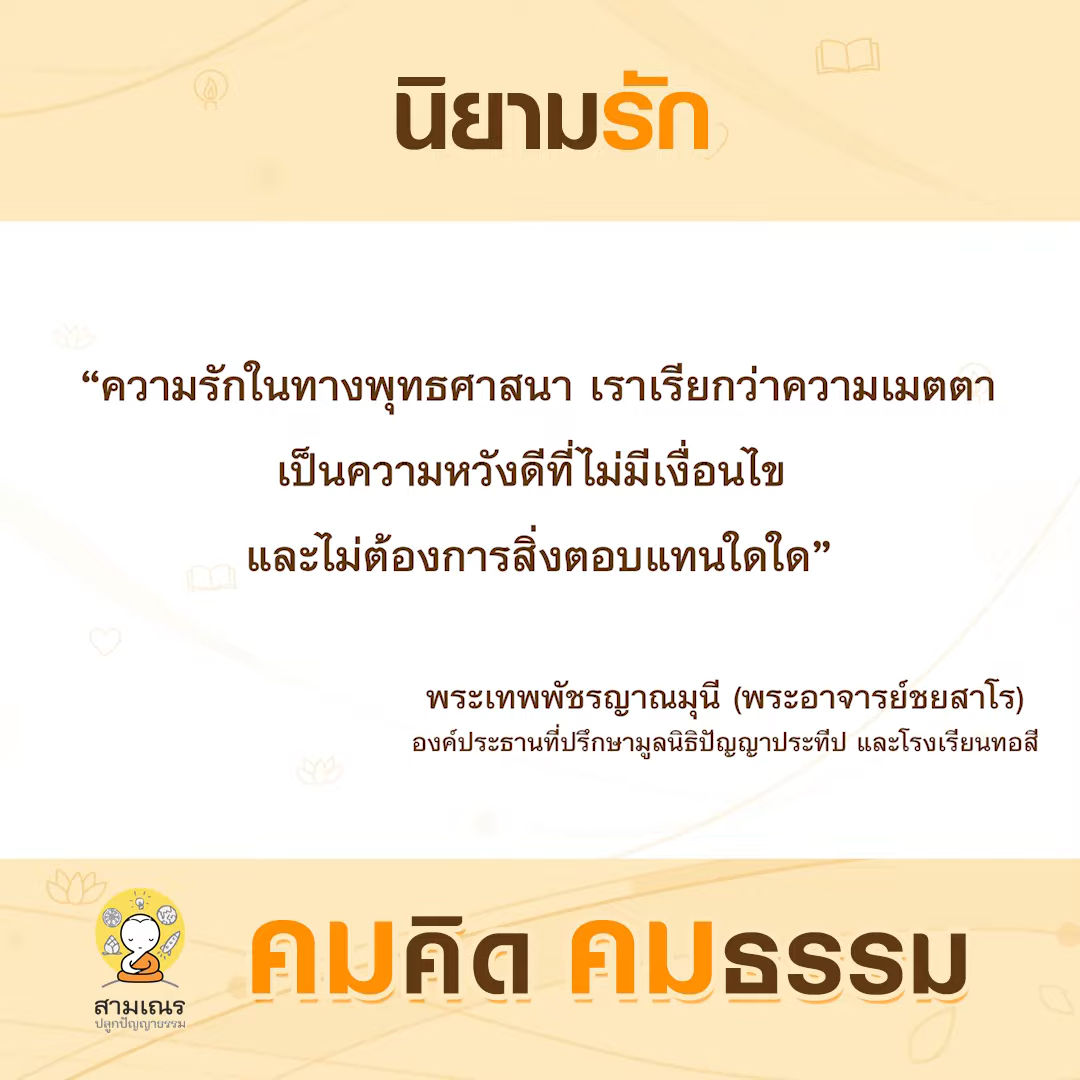 นิยามรัก
“ความรักในทางพุทธศาสนา เราเรียกว่าความเมตตา
เป็นความหวังดีที่ไม่มีเงื่อนไข
และไม่ต้องการสิ่งตอบแทนใดใด”
พระเทพพัชรญาณมุนี (พระอาจารย์ชยสาโร)
องค์ประธานที่ปรึกษามูลนิธิปัญญาประทีป และโรงเรียนทอสี
สามเณร
ปลูกปัญญาธรรม
คมคิด คมธรรม